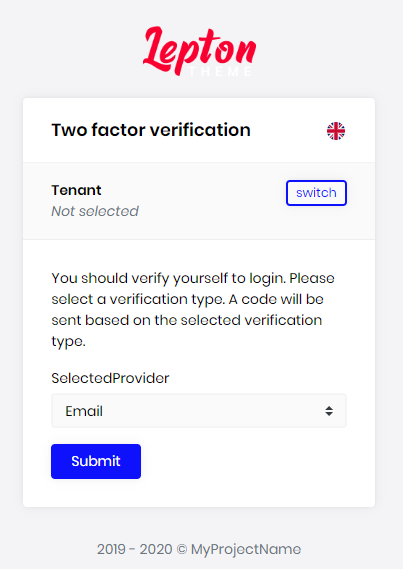 Lepton
THEME
Two factor verification
Tenant
switch
Not selected
You should verify yourself to login. Please
select a verification type. A code will be
sent based on the selected verification
type.
SelectedProvider
Email
Submit
2019 - 2020 © MyProjectName